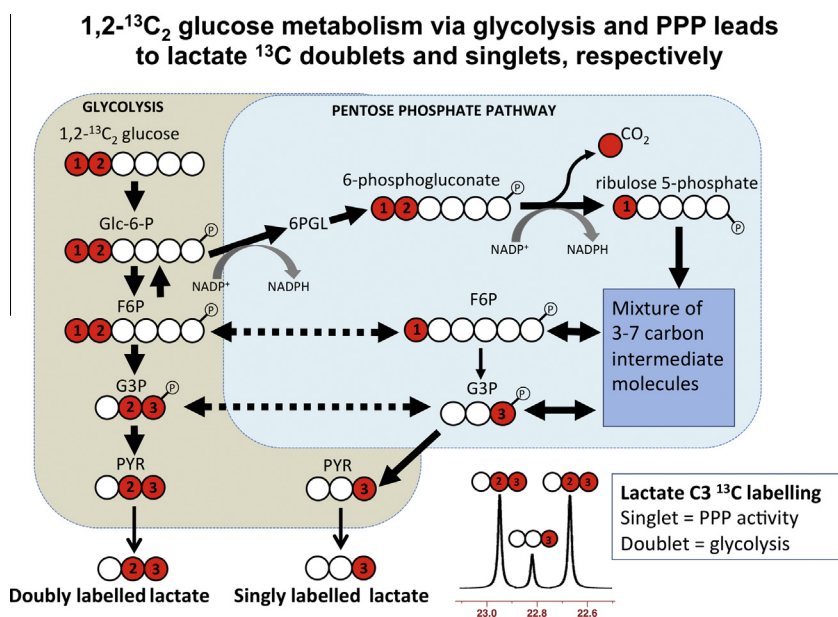 1,2-¹³C₂ glucose metabolism via glycolysis and PPP leads
to lactate ¹³C doublets and singlets, respectively
GLYCOLYSIS
PENTOSE PHOSPHATE PATHWAY
1,2-¹³C₂ glucose
1 2
CO₂
6-phosphogluconate
P
1 2
ribulose 5-phosphate
1
P
Glc-6-P
P
1 2
6PGL
NADP⁺
NADPH
NADP⁺
NADPH
F6P
P
1 2
F6P
P
1
Mixture of
3-7 carbon
intermediate
molecules
G3P
P
2 3
G3P
P
3
PYR
2 3
PYR
3
2 3
Doubly labelled lactate
3
Singly labelled lactate
2 3
2 3
3
23.0
22.8
22.6
Lactate C3 ¹³C labelling
Singlet = PPP activity
Doublet = glycolysis